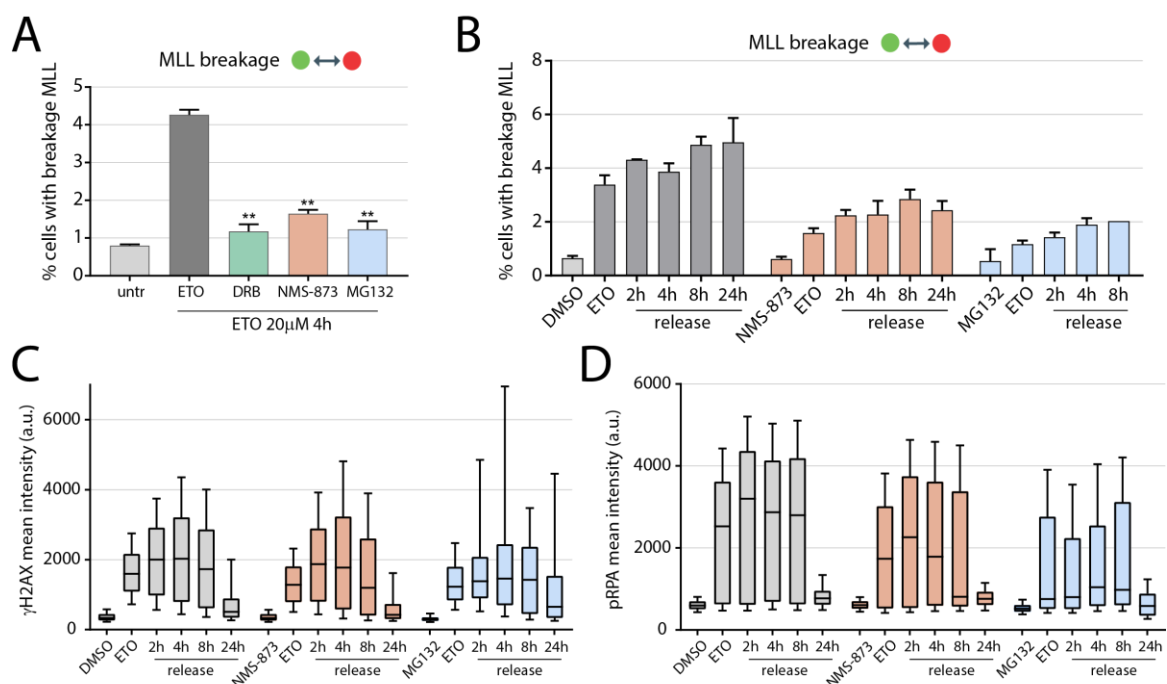 A
MLL breakage
% cells with breakage MLL
5
4
3
2
1
0
** ** **
untr ETO DRB NMS-873 MG132
ETO 20μM 4h
B
MLL breakage
% cells with breakage MLL
8
6
4
2
0
DMSO ETO 2h 4h 8h 24h NMS-873 ETO 2h 4h 8h 24h MG132 ETO 2h 4h 8h
release release release
C
γH2AX mean intensity (a.u.)
6000
4000
2000
0
DMSO ETO 2h 4h 8h 24h NMS-873 ETO 2h 4h 8h 24h MG132 ETO 2h 4h 8h 24h
release release release
D
pRPA mean intensity (a.u.)
6000
4000
2000
0
DMSO ETO 2h 4h 8h 24h NMS-873 ETO 2h 4h 8h 24h MG132 ETO 2h 4h 8h 24h
release release release